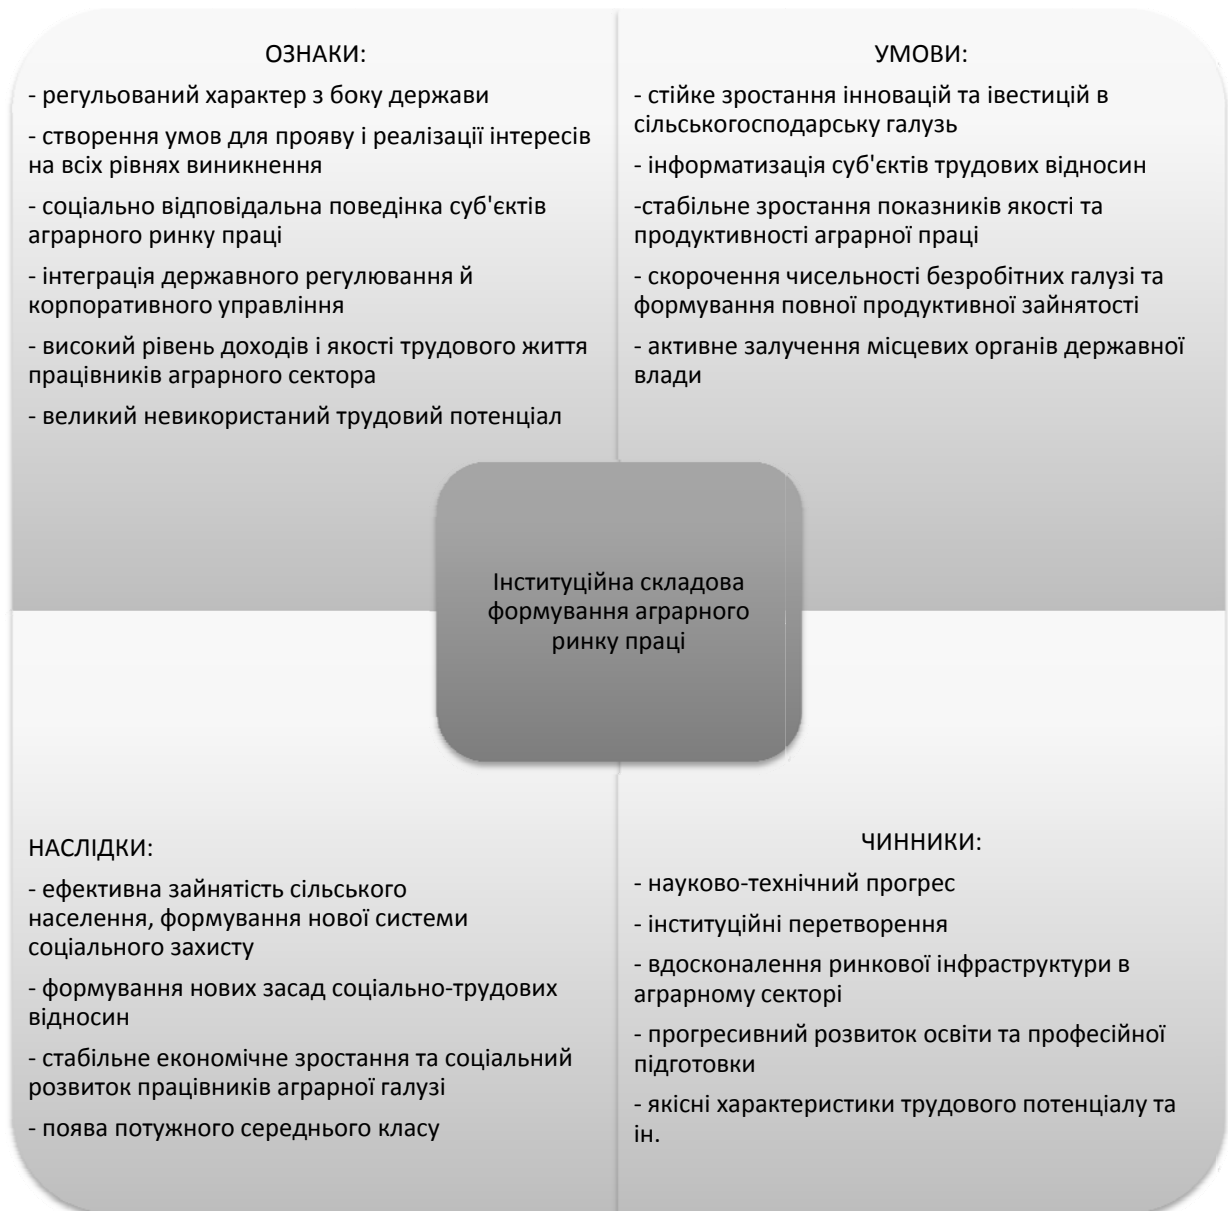 ОЗНАКИ:
- регульований характер з боку держави
- створення умов для прояву і реалізації інтересів
на всіх рівнях виникнення
- соціально відповідальна поведінка суб'єктів
аграрного ринку праці
- інтеграція державного регулювання й
корпоративного управління
- високий рівень доходів і якості трудового життя
працівників аграрного сектора
- великий невикористаний трудовий потенціал
УМОВИ:
- стійке зростання інновацій та івестицій в
сільськогосподарську галузь
- інформатизація суб'єктів трудових відносин
-стабільне зростання показників якості та
продуктивності аграрної праці
- скорочення чисельності безробітних галузі та
формування повної продуктивної зайнятості
- активне залучення місцевих органів державної
влади
Інституційна складова
формування аграрного
ринку праці
НАСЛІДКИ:
- ефективна зайнятість сільського
населення, формування нової системи
соціального захисту
- формування нових засад соціально-трудових
відносин
- стабільне економічне зростання та соціальний
розвиток працівників аграрної галузі
- поява потужного середнього класу
ЧИННИКИ:
- науково-технічний прогрес
- інституційні перетворення
- вдосконалення ринкової інфраструктури в
аграрному секторі
- прогресивний розвиток освіти та професійної
підготовки
- якісні характеристики трудового потенціалу та
ін.